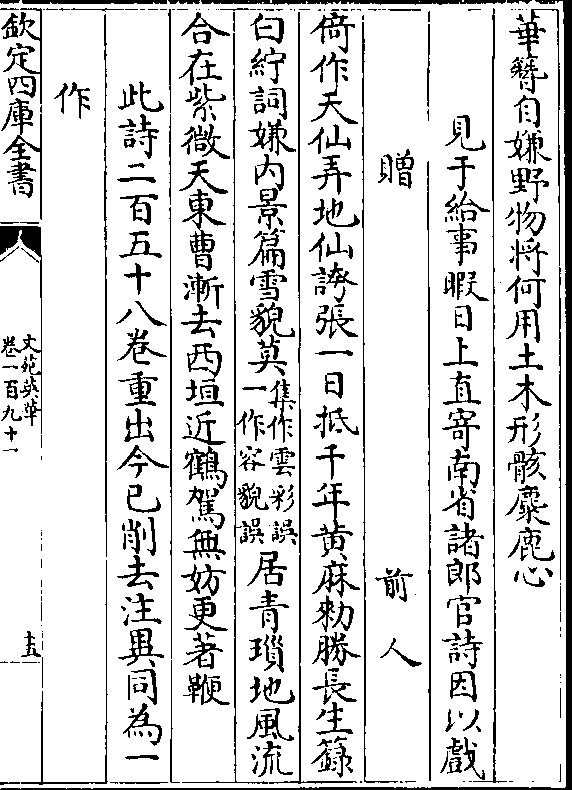 華簪自嫌野物將何用土木形骸麋鹿心
見于給事暇日上直寄南省諸郎官詩因以戲
贈　　前人
倚作天仙弄地仙誇張一日抵千年黄麻勑勝長生籙
白紵詞嫌内景篇雪貌莫集作雲彩誤一作容貌誤居青瑣地風流
合在紫微天東曹漸去西垣近鶴駕無妨更著鞭
此詩二百五十八卷重出今已削去注異同為一
作
欽定四庫全書
文苑英華
卷一百九十一
十五